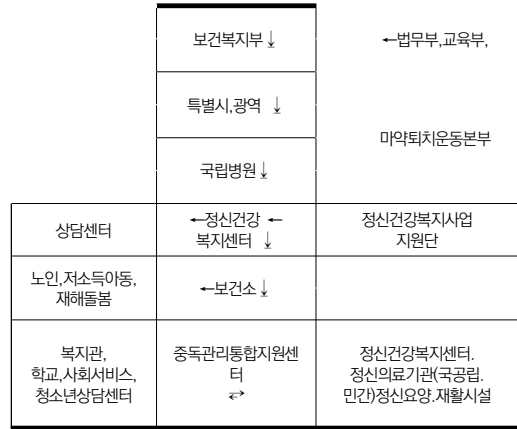 보건복지부 ↓
←법무부,교육부,
특별시,광역 ↓
마약퇴치운동본부
국립병원 ↓
상담센터
←정신건강 ←
복지센터 ↓
정신건강복지사업
지원단
노인,저소득아동,
재해돌봄
←보건소 ↓
복지관,
학교,사회서비스,
청소년상담센터
중독관리통합지원센
터
⇄
정신건강복지센터.
정신의료기관(국공립.
민간)정신요양.재활시설